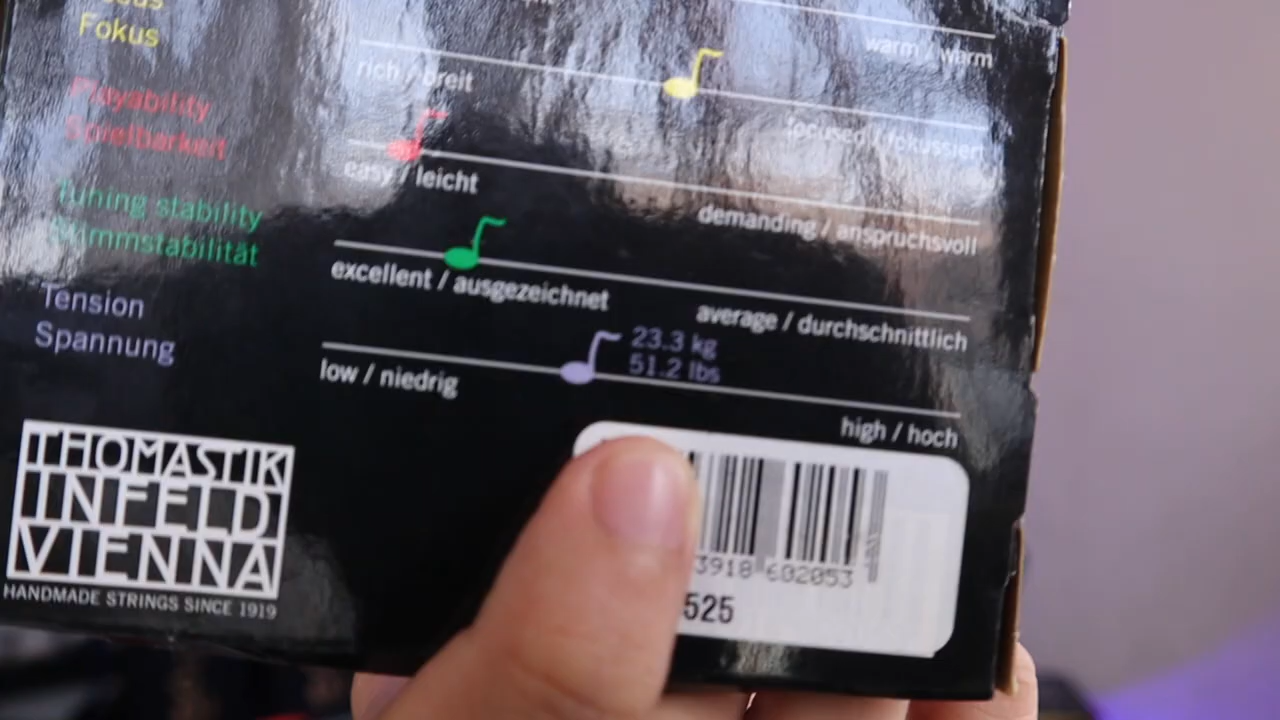 Fokus
warm / warm
rich / breit
focused / fokussiert
Playability
Spielbarkeit
easy / leicht
demanding / anspruchsvoll
Tuning stability
Stimmstabilität
excellent / ausgezeichnet
average / durchschnittlich
Tension
Spannung
23.3 kg
51.2 lbs
low / niedrig
high / hoch
THOMASTIK
INFELD
VIENNA
HANDMADE STRINGS SINCE 1919
3918 602053
525